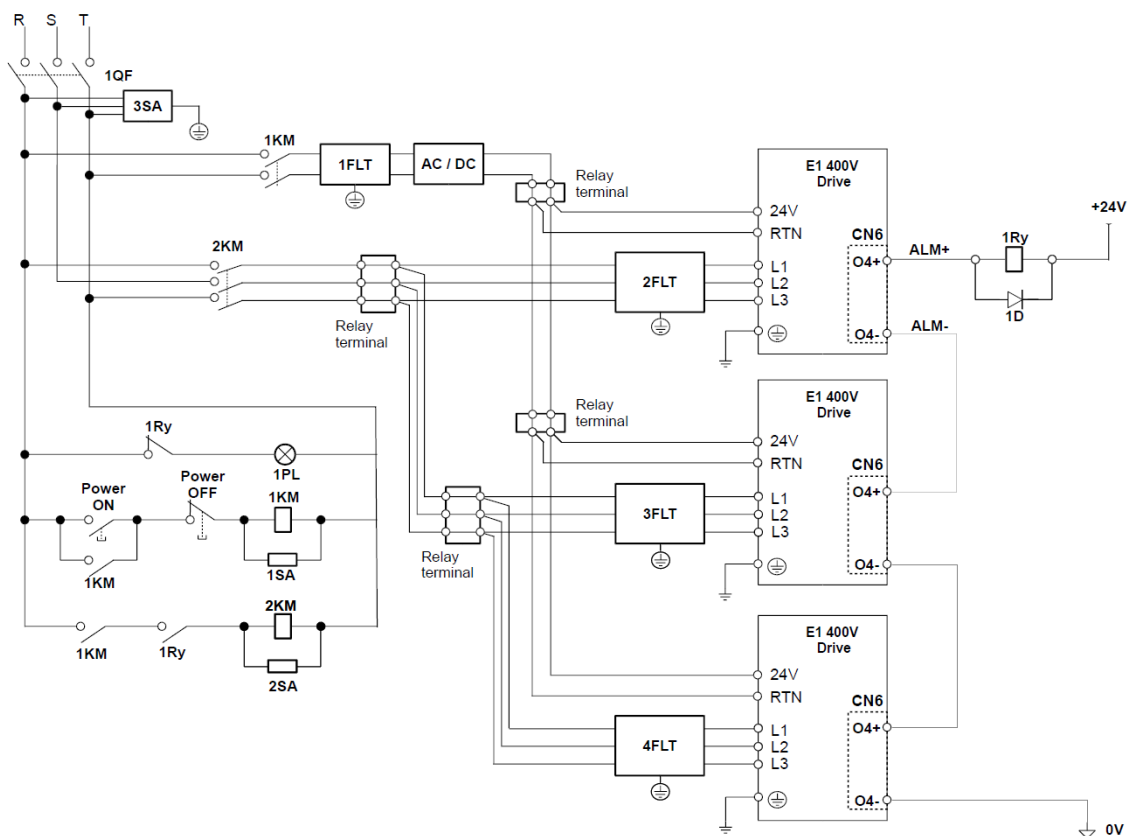 R S T
1QF
3SA
1KM
1FLT
AC / DC
Relay
terminal
E1 400V
Drive
24V
RTN
CN6
+24V
1Ry
ALM+
O4+
2KM
L1
L2
L3
2FLT
1D
ALM-
O4-
Relay
terminal
Relay
terminal
E1 400V
Drive
24V
RTN
CN6
1Ry
1PL
Power
ON
Power
OFF
1KM
1KM
1SA
O4+
L1
L2
L3
3FLT
Relay
terminal
O4-
2KM
1KM
1Ry
2SA
E1 400V
Drive
24V
RTN
CN6
O4+
L1
L2
L3
4FLT
O4-
0V